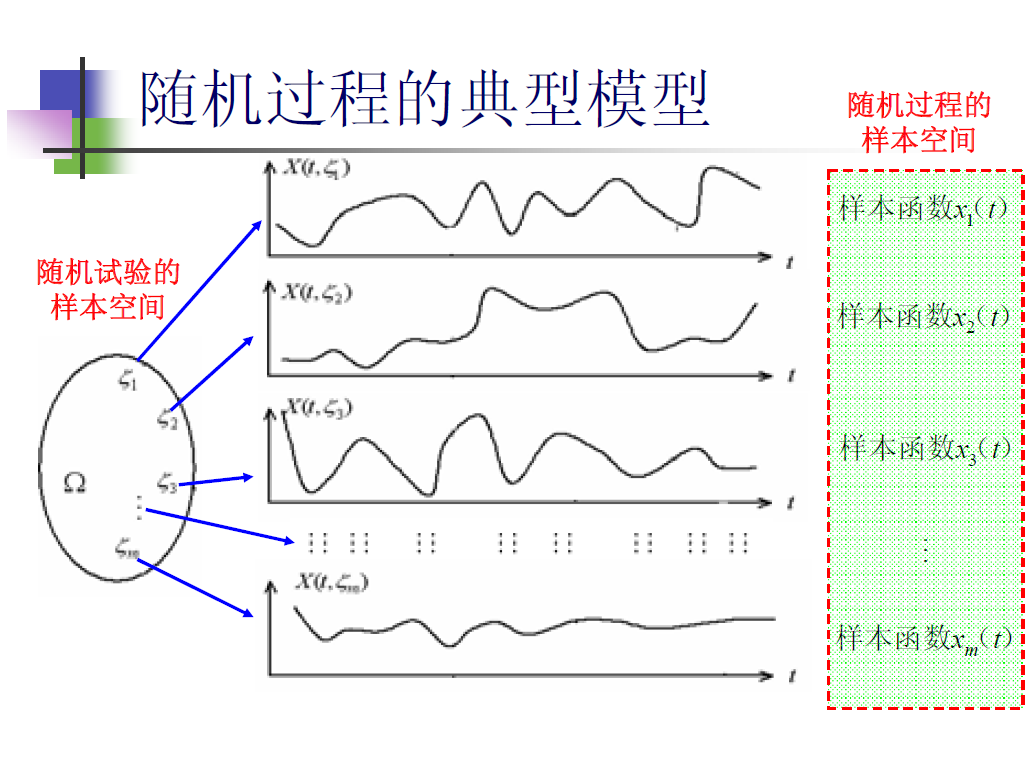 随机过程的典型模型
随机过程的
样本空间
随机试验的
样本空间
Ω
ζ₁
ζ₂
ζ₃
⋮
ζₘ
X(t,ζ₁)
t
X(t,ζ₂)
t
X(t,ζ₃)
t
⋮⋮ ⋮⋮ ⋮⋮ ⋮⋮ ⋮⋮ ⋮⋮ ⋮⋮ ⋮⋮
X(t,ζₘ)
t
样本函数x₁(t)
样本函数x₂(t)
样本函数x₃(t)
⋮
样本函数xₘ(t)